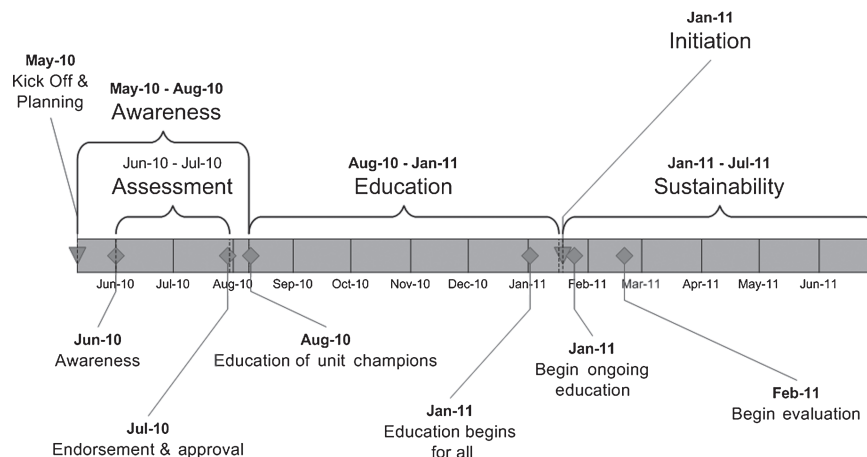 Jan-11
Initiation
May-10
Kick Off &
Planning
May-10 - Aug-10
Awareness
Jun-10 - Jul-10
Assessment
Aug-10 - Jan-11
Education
Jan-11 - Jul-11
Sustainability
Jun-10 Jul-10 Aug-10 Sep-10 Oct-10 Nov-10 Dec-10 Jan-11 Feb-11 Mar-11 Apr-11 May-11 Jun-11
Jun-10
Awareness
Aug-10
Education of unit champions
Jan-11
Begin ongoing
education
Feb-11
Begin evaluation
Jan-11
Education begins
for all
Jul-10
Endorsement & approval